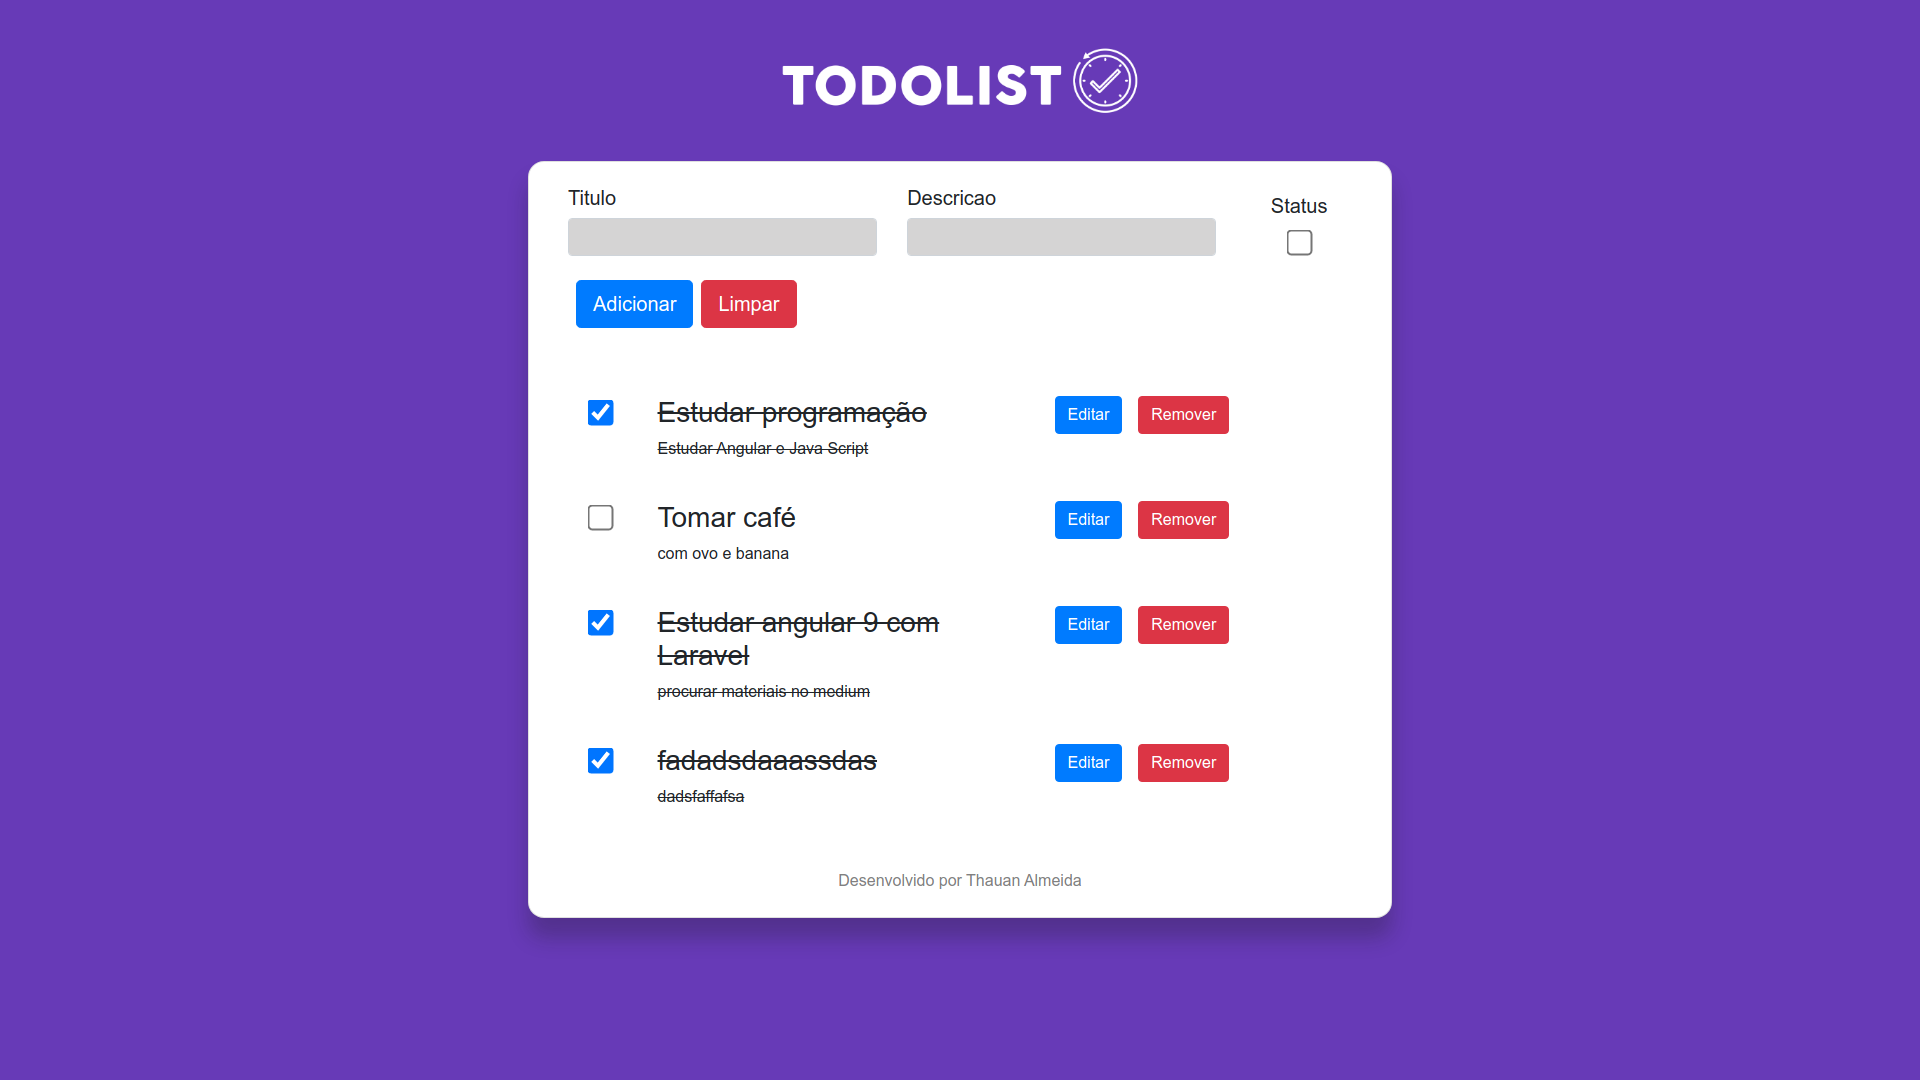 TODOLIST
Titulo
Descricao
Status
Adicionar
Limpar
Estudar programação
Editar
Remover
Estudar Angular e Java Script
Tomar café
Editar
Remover
com ovo e banana
Estudar angular 9 com
Laravel
Editar
Remover
procurar materiais no medium
fadadsdaaassdas
Editar
Remover
dadsfaffafsa
Desenvolvido por Thauan Almeida